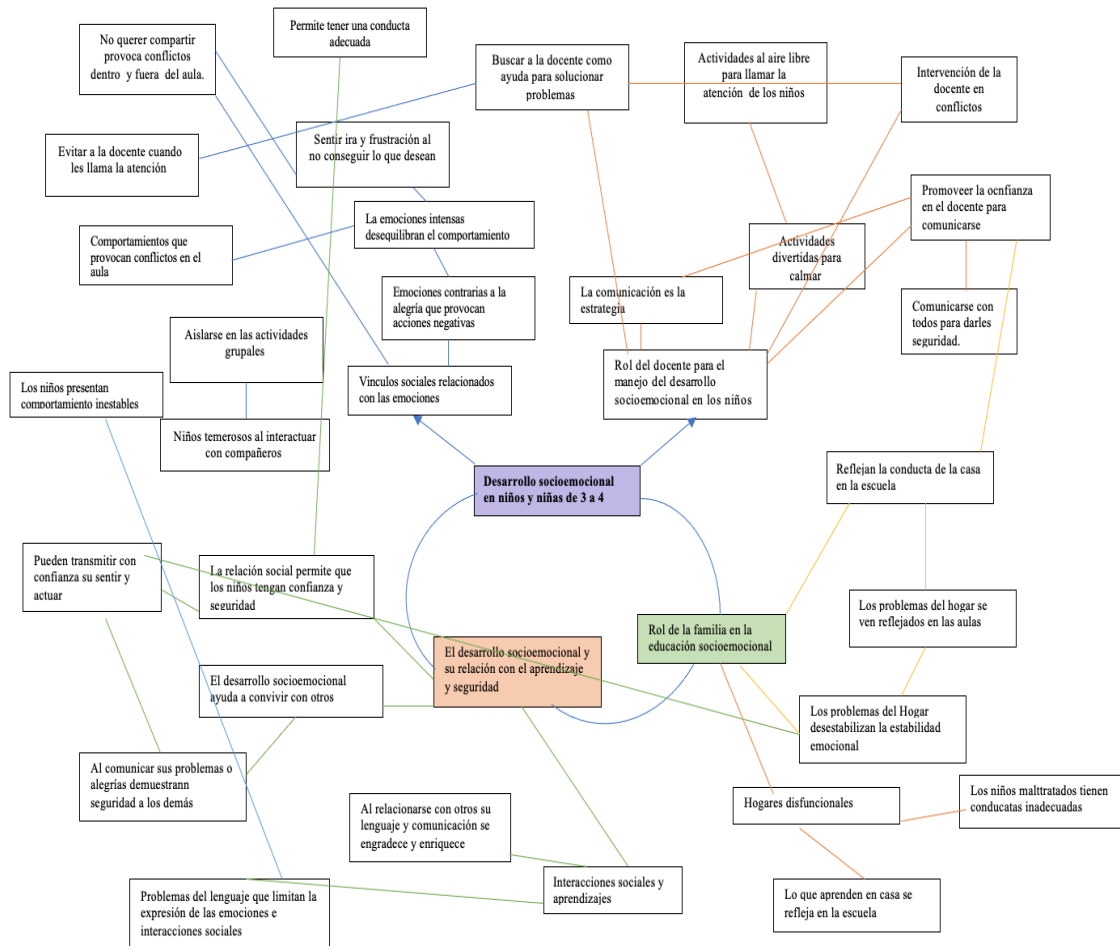 Permite tener una conducta
adecuada
No querer compartir
provoca conflictos
dentro y fuera del aula.
Buscar a la docente como
ayuda para solucionar
problemas
Actividades al aire libre
para llamar la
atención de los niños
Intervención de la
docente en
conflictos
Evitar a la docente cuando
les llama la atención
Sentir ira y frustración al
no conseguir lo que desean
La emociones intensas
desequilibran el comportamiento
Promoveer la ocnfianza
en el docente para
comunicarse
Comportamientos que
provocan conflictos en el
aula
Actividades
divertidas para
calmar
Emociones contrarias a la
alegría que provocan
acciones negativas
La comunicación es la
estrategia
Comunicarse con
todos para darles
seguridad.
Aislarse en las actividades
grupales
Los niños presentan
comportamiento inestables
Vinculos sociales relacionados
con las emociones
Rol del docente para el
manejo del desarrollo
socioemocional en los niños
Niños temerosos al interactuar
con compañeros
Desarrollo socioemocional
en niños y niñas de 3 a 4
Reflejan la conducta de la casa
en la escuela
Pueden transmitir con
confianza su sentir y
actuar
La relación social permite que
los niños tengan confianza y
seguridad
Los problemas del hogar se
ven reflejados en las aulas
Rol de la familia en la
educación socioemocional
El desarrollo socioemocional y
su relación con el aprendizaje
y seguridad
El desarrollo socioemocional
ayuda a convivir con otros
Los problemas del Hogar
desestabilizan la estabilidad
emocional
Al comunicar sus problemas o
alegrías demuestrann
seguridad a los demás
Al relacionarse con otros su
lenguaje y comunicación se
engradece y enriquece
Hogares disfuncionales
Los niños malttratados tienen
conducatas inadecuadas
Problemas del lenguaje que limitan la
expresión de las emociones e
interacciones sociales
Interacciones sociales y
aprendizajes
Lo que aprenden en casa se
refleja en la escuela